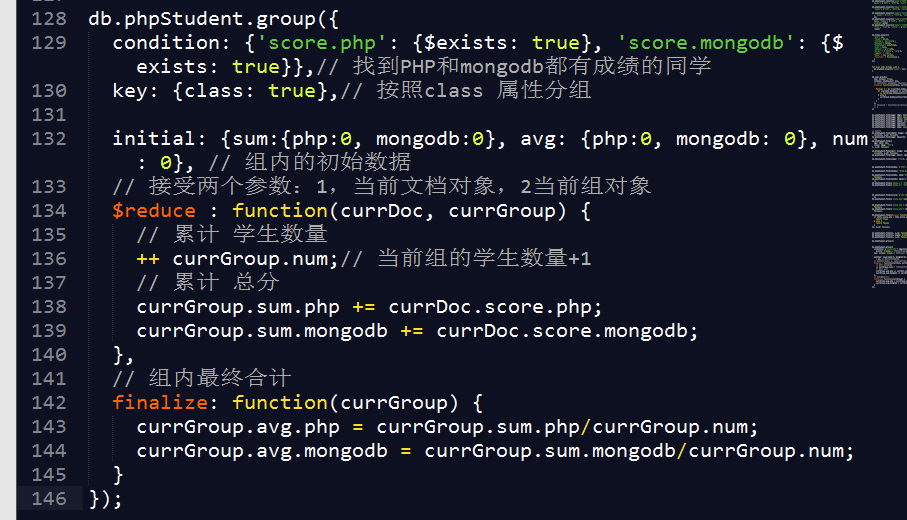 128 db.phpStudent.group({
129 condition: {'score.php': {$exists: true}, 'score.mongodb': {$
exists: true}},// 找到PHP和mongodb都有成绩的同学
130 key: {class: true},// 按照class 属性分组
131
132 initial: {sum:{php:0, mongodb:0}, avg: {php:0, mongodb: 0}, num
: 0}, // 组内的初始数据
133 // 接受两个参数：1，当前文档对象，2当前组对象
134 $reduce : function(currDoc, currGroup) {
135 // 累计 学生数量
136 ++ currGroup.num;// 当前组的学生数量+1
137 // 累计 总分
138 currGroup.sum.php += currDoc.score.php;
139 currGroup.sum.mongodb += currDoc.score.mongodb;
140 },
141 // 组内最终合计
142 finalize: function(currGroup) {
143 currGroup.avg.php = currGroup.sum.php/currGroup.num;
144 currGroup.avg.mongodb = currGroup.sum.mongodb/currGroup.num;
145 }
146 });